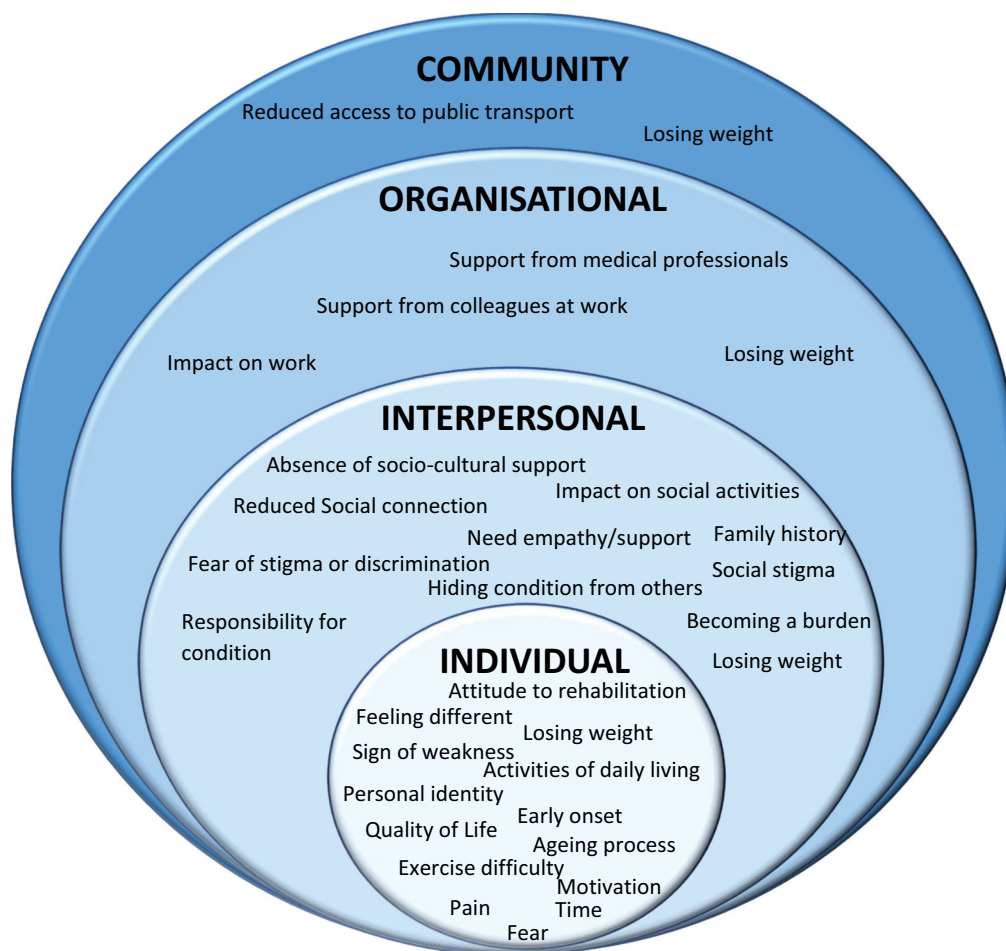 COMMUNITY
Reduced access to public transport
Losing weight
ORGANISATIONAL
Support from medical professionals
Support from colleagues at work
Losing weight
Impact on work
INTERPERSONAL
Absence of socio-cultural support
Impact on social activities
Reduced Social connection
Need empathy/support
Family history
Fear of stigma or discrimination
Social stigma
Hiding condition from others
Responsibility for
condition
Becoming a burden
Losing weight
INDIVIDUAL
Attitude to rehabilitation
Feeling different
Losing weight
Sign of weakness
Activities of daily living
Personal identity
Early onset
Quality of Life
Ageing process
Exercise difficulty
Motivation
Pain
Time
Fear